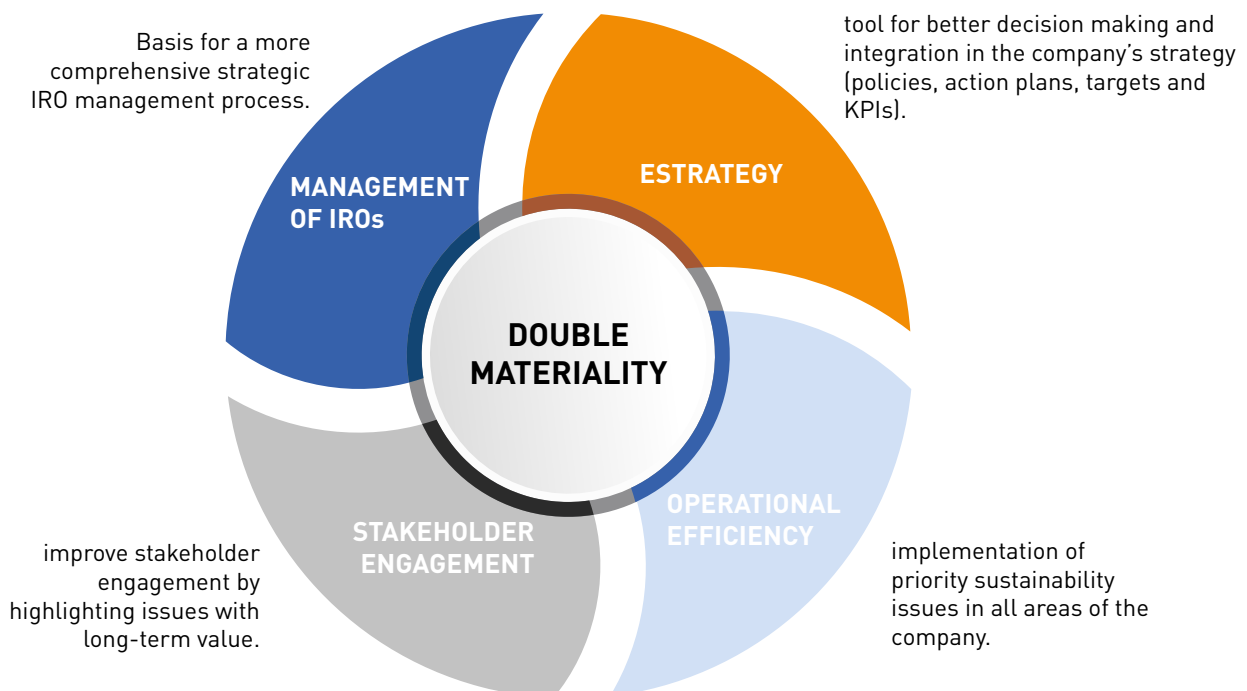 Basis for a more
comprehensive strategic
IRO management process.
tool for better decision making and
integration in the company’s strategy
(policies, action plans, targets and
KPIs).
MANAGEMENT
OF IROs
ESTRATEGY
DOUBLE
MATERIALITY
STAKEHOLDER
ENGAGEMENT
OPERATIONAL
EFFICIENCY
improve stakeholder
engagement by
highlighting issues with
long-term value.
implementation of
priority sustainability
issues in all areas of the
company.